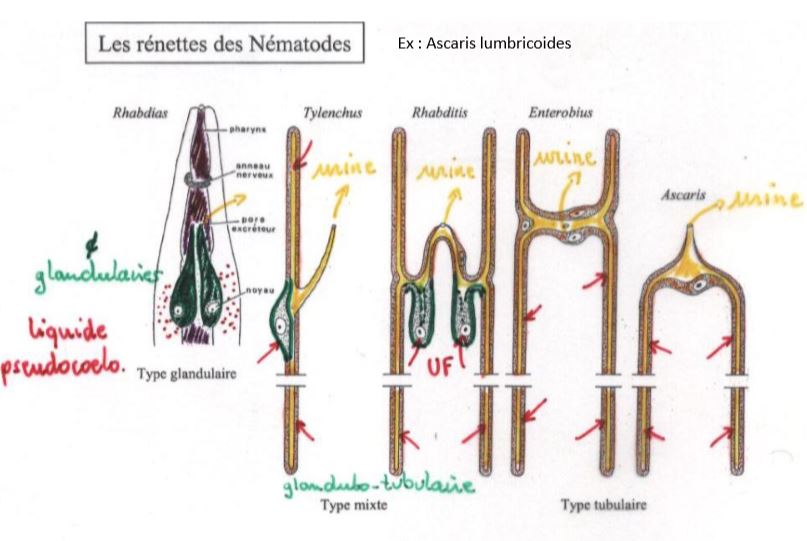 Les rénettes des Nématodes
Ex : Ascaris lumbricoides
Rhabdias
Tylenchus
Rhabditis
Enterobius
Ascaris
pharynx
anneau
nerveux
pore
excréteur
noyau
urine
urine
urine
urine
¢
glandulaires
liquide
pseudocoelo.
UF
Type glandulaire
glandulo-tubulaire
Type mixte
Type tubulaire